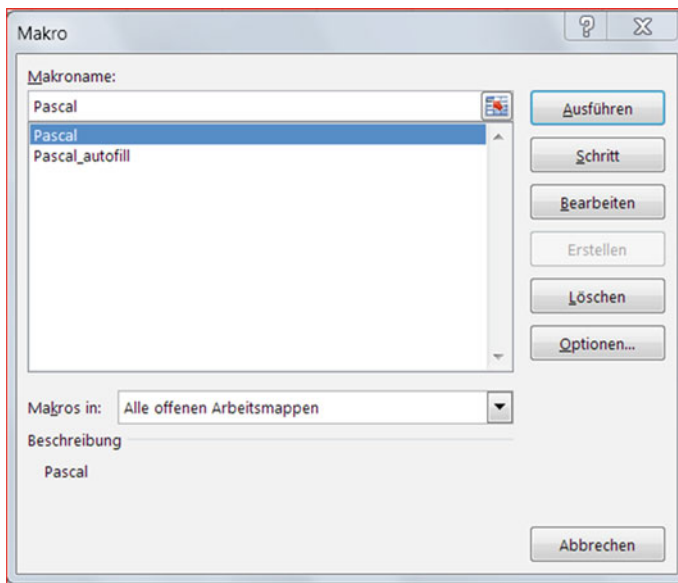 Makro
Makroname:
Pascal
Pascal
Pascal_autofill
Ausführen
Schritt
Bearbeiten
Erstellen
Löschen
Optionen...
Makros in: Alle offenen Arbeitsmappen
Beschreibung
Pascal
Abbrechen